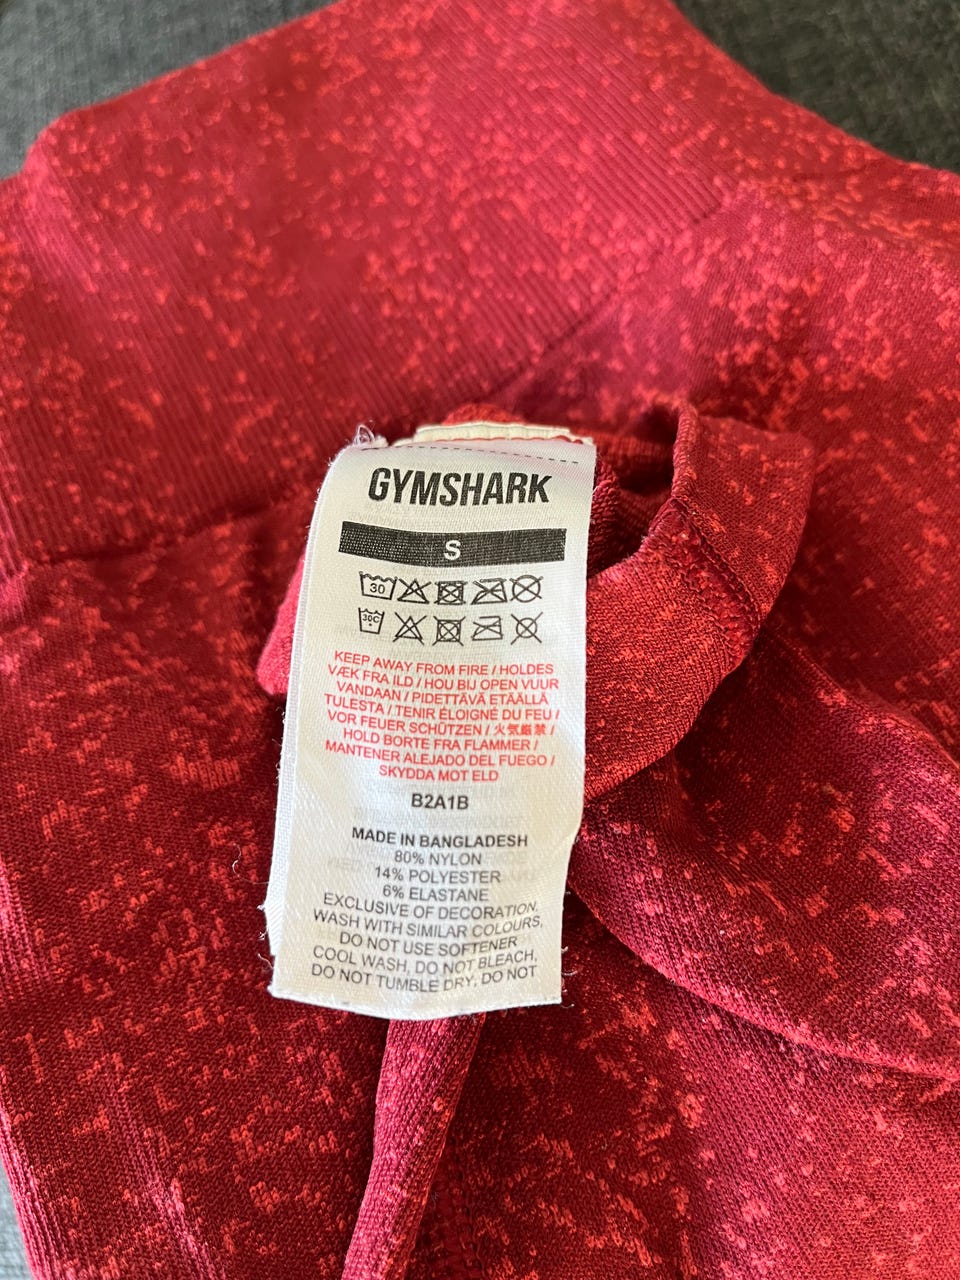 GYMSHARK
S
30
30C
KEEP AWAY FROM FIRE / HOLDES
VÆK FRA ILD / HOU BIJ OPEN VUUR
VANDAAN / PIDETTÄVÄ ETÄÄLLÄ
TULESTA / TENIR ÉLOIGNÉ DU FEU /
VOR FEUER SCHÜTZEN / 火気厳禁 /
HOLD BORTE FRA FLAMMER /
MANTENER ALEJADO DEL FUEGO /
SKYDDA MOT ELD
B2A1B
MADE IN BANGLADESH
80% NYLON
14% POLYESTER
6% ELASTANE
EXCLUSIVE OF DECORATION,
WASH WITH SIMILAR COLOURS,
DO NOT USE SOFTENER
COOL WASH, DO NOT BLEACH,
DO NOT TUMBLE DRY, DO NOT